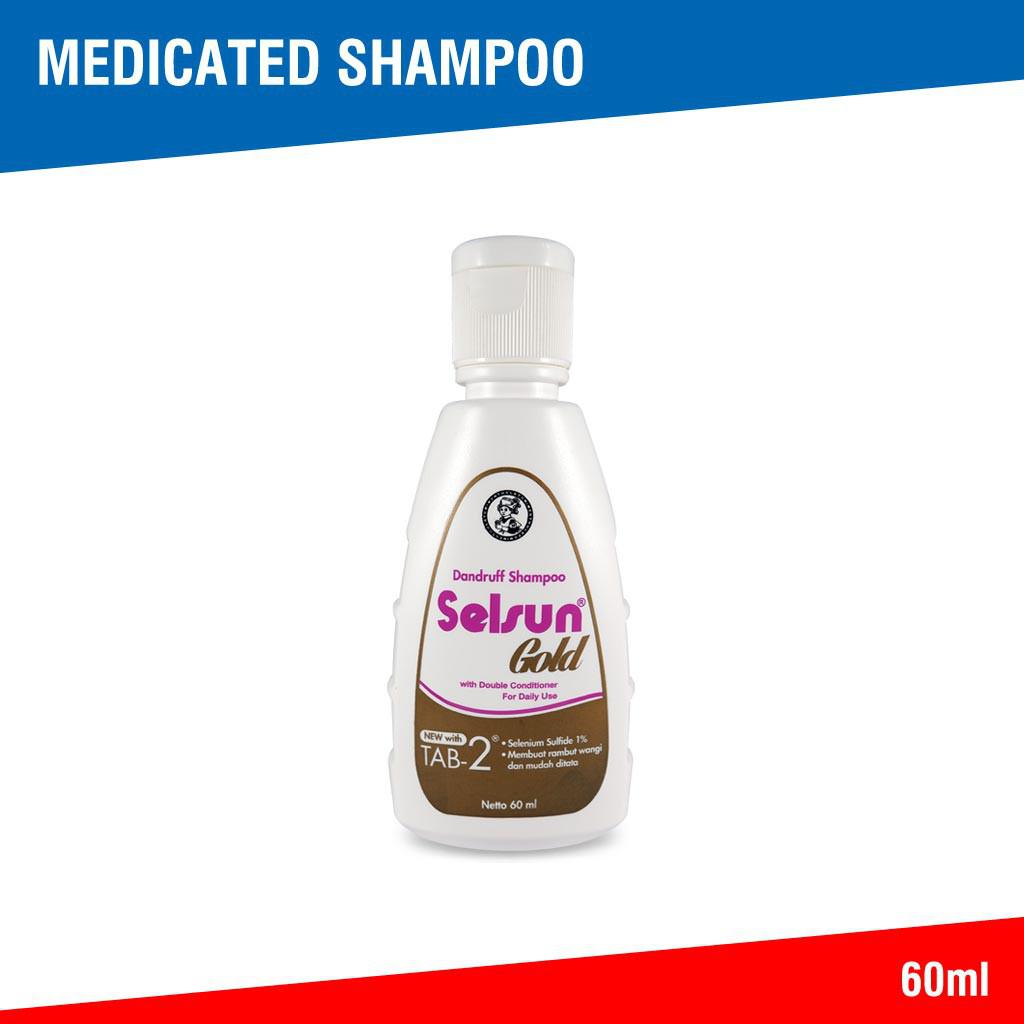 MEDICATED SHAMPOO
Dandruff Shampoo
Selsun®
Gold
with Double Conditioner
For Daily Use
NEW with
TAB-2®
• Selenium Sulfide 1%
• Membuat rambut wangi
dan mudah ditata
Netto 60 ml
60ml